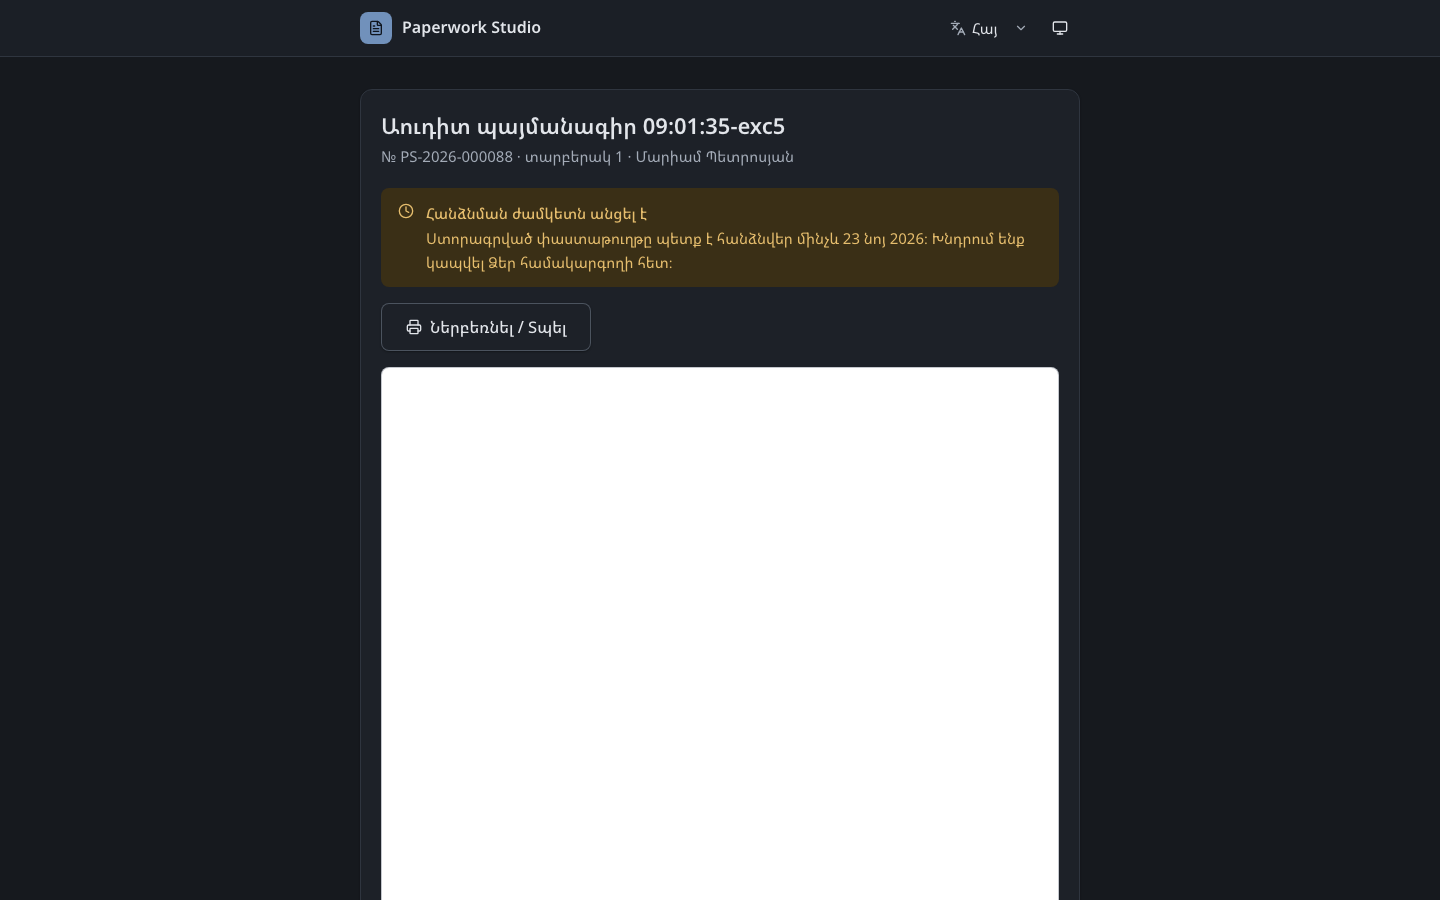 Paperwork Studio
Հայ
Աուդիտ պայմանագիր 09:01:35-exc5
№ PS-2026-000088 · տարբերակ 1 · Մարիամ Պետրոսյան
Հանձնման ժամկետն անցել է
Ստորագրված փաստաթուղթը պետք է հանձնվեր մինչև 23 նոյ 2026: Խնդրում ենք
կապվել Ձեր համակարգողի հետ:
Ներբեռնել / Տպել